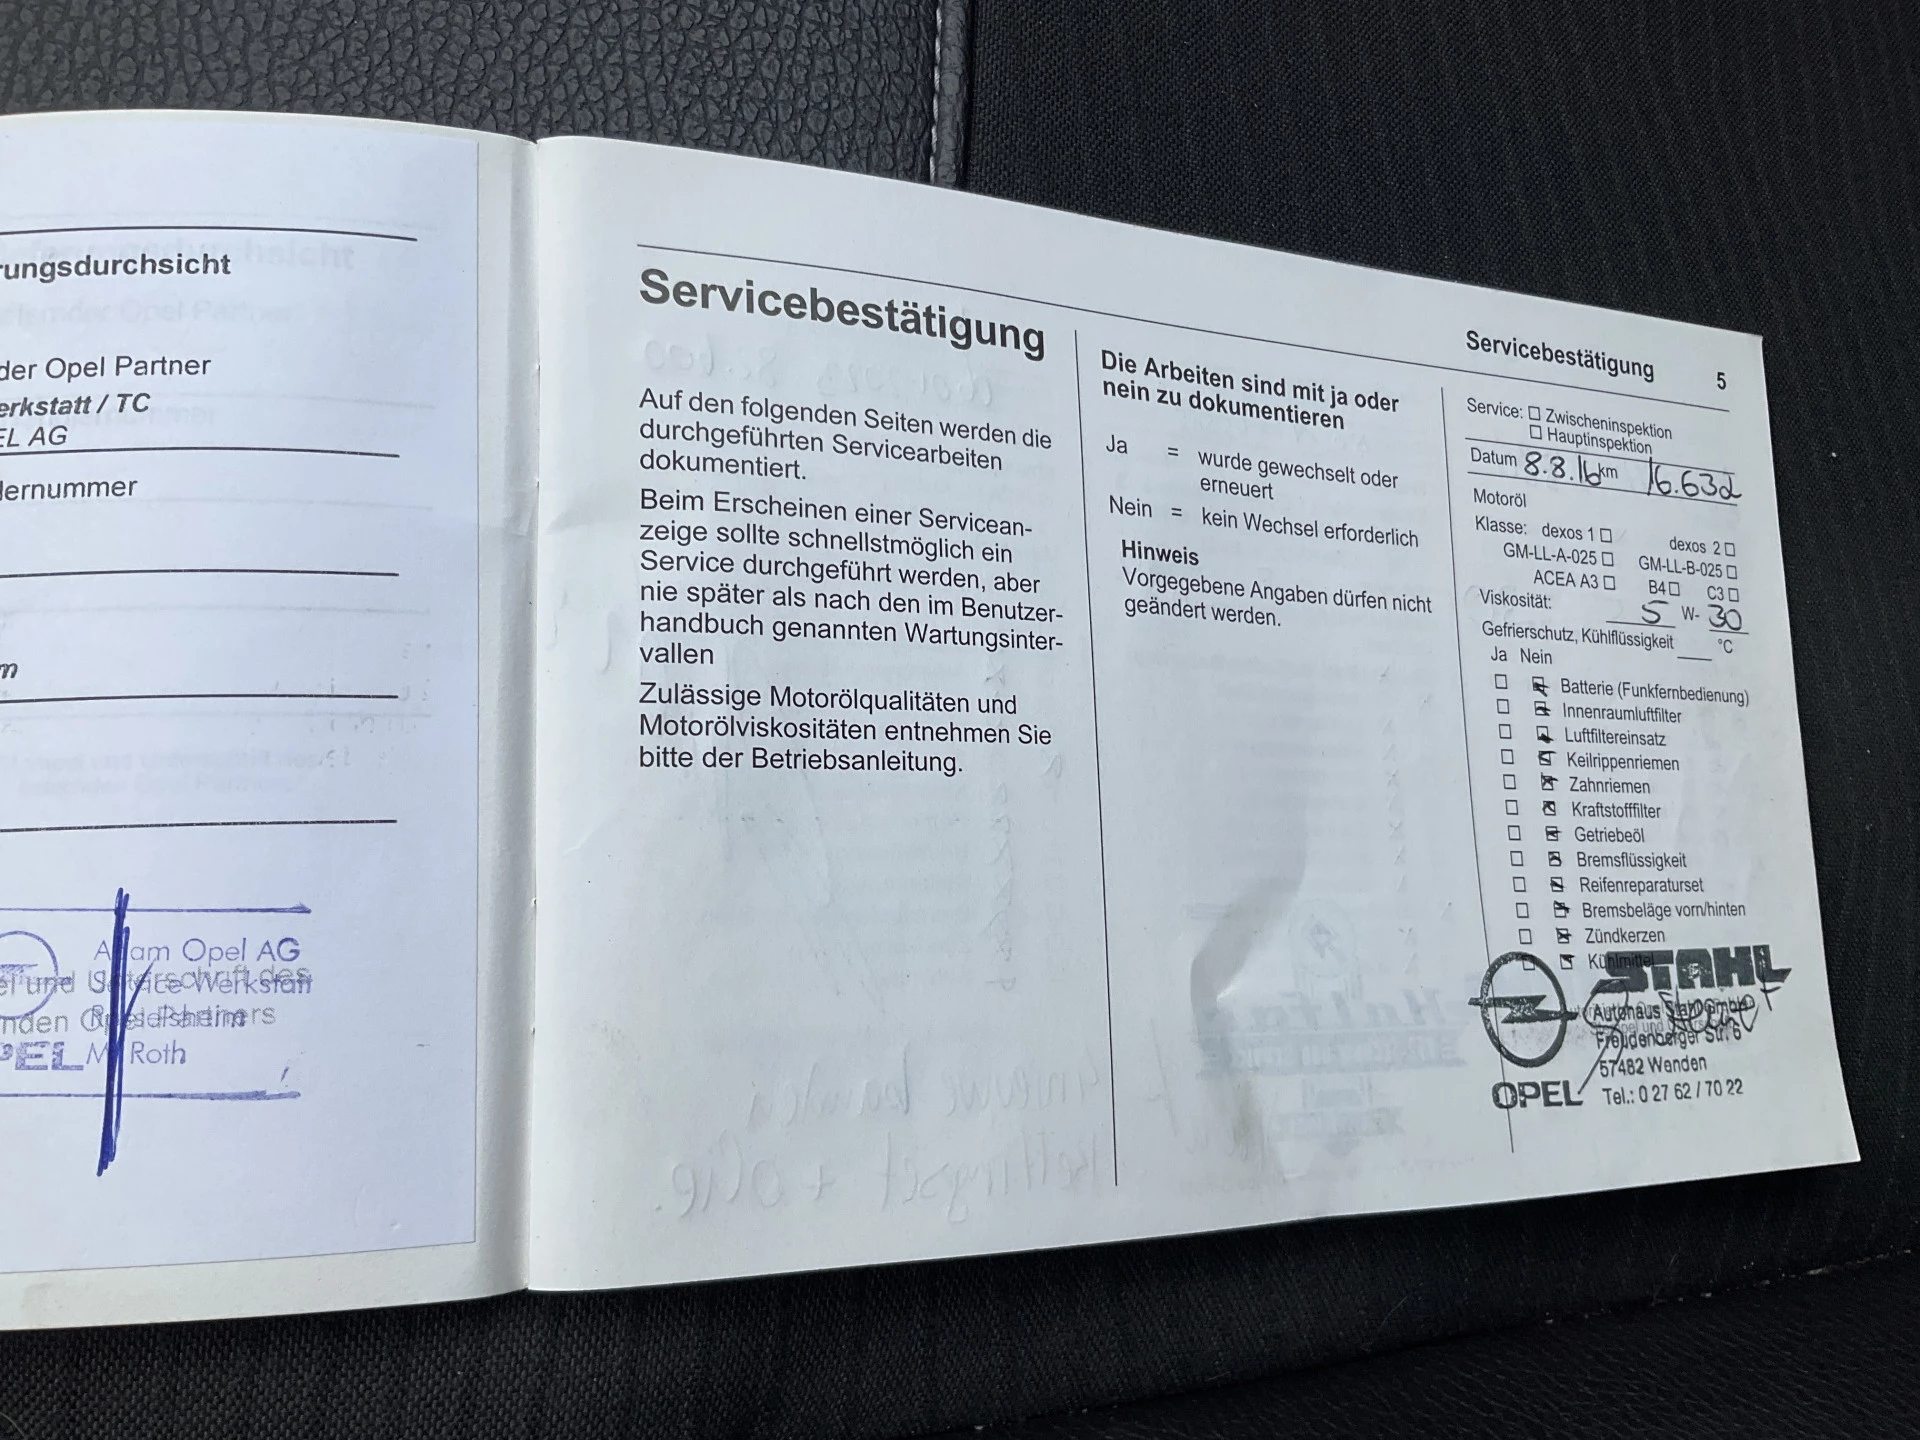 rungsdurchsicht
der Opel Partner
erkstatt / TC
EL AG
lernummer
m
Adam Opel AG
Service Werkstatt
Rüsselsheim
M. Roth
OPEL
Servicebestätigung
Auf den folgenden Seiten werden die
durchgeführten Servicearbeiten
dokumentiert.
Beim Erscheinen einer Servicean-
zeige sollte schnellstmöglich ein
Service durchgeführt werden, aber
nie später als nach den im Benutzer-
handbuch genannten Wartungsinter-
vallen
Zulässige Motorölqualitäten und
Motorölviskositäten entnehmen Sie
bitte der Betriebsanleitung.
Die Arbeiten sind mit ja oder
nein zu dokumentieren
Ja = wurde gewechselt oder
erneuert
Nein = kein Wechsel erforderlich
Hinweis
Vorgegebene Angaben dürfen nicht
geändert werden.
Servicebestätigung 5
Service: ☐ Zwischeninspektion
☐ Hauptinspektion
Datum 8.8.16 km 16.632
Motoröl
Klasse: dexos 1 ☐ dexos 2 ☐
GM-LL-A-025 ☐ GM-LL-B-025 ☐
ACEA A3 ☐ B4 ☐ C3 ☐
Viskosität: 5 W- 30
Gefrierschutz, Kühlflüssigkeit °C
Ja Nein
Batterie (Funkfernbedienung)
Innenraumluftfilter
Luftfiltereinsatz
Keilrippenriemen
Zahnriemen
Kraftstofffilter
Getriebeöl
Bremsflüssigkeit
Reifenreparaturset
Bremsbeläge vorn/hinten
Zündkerzen
Kühlmittel
STAHL
Autohaus Stahl GmbH
Freudenberger Str. 6
57482 Wenden
OPEL Tel.: 0 27 62 / 70 22